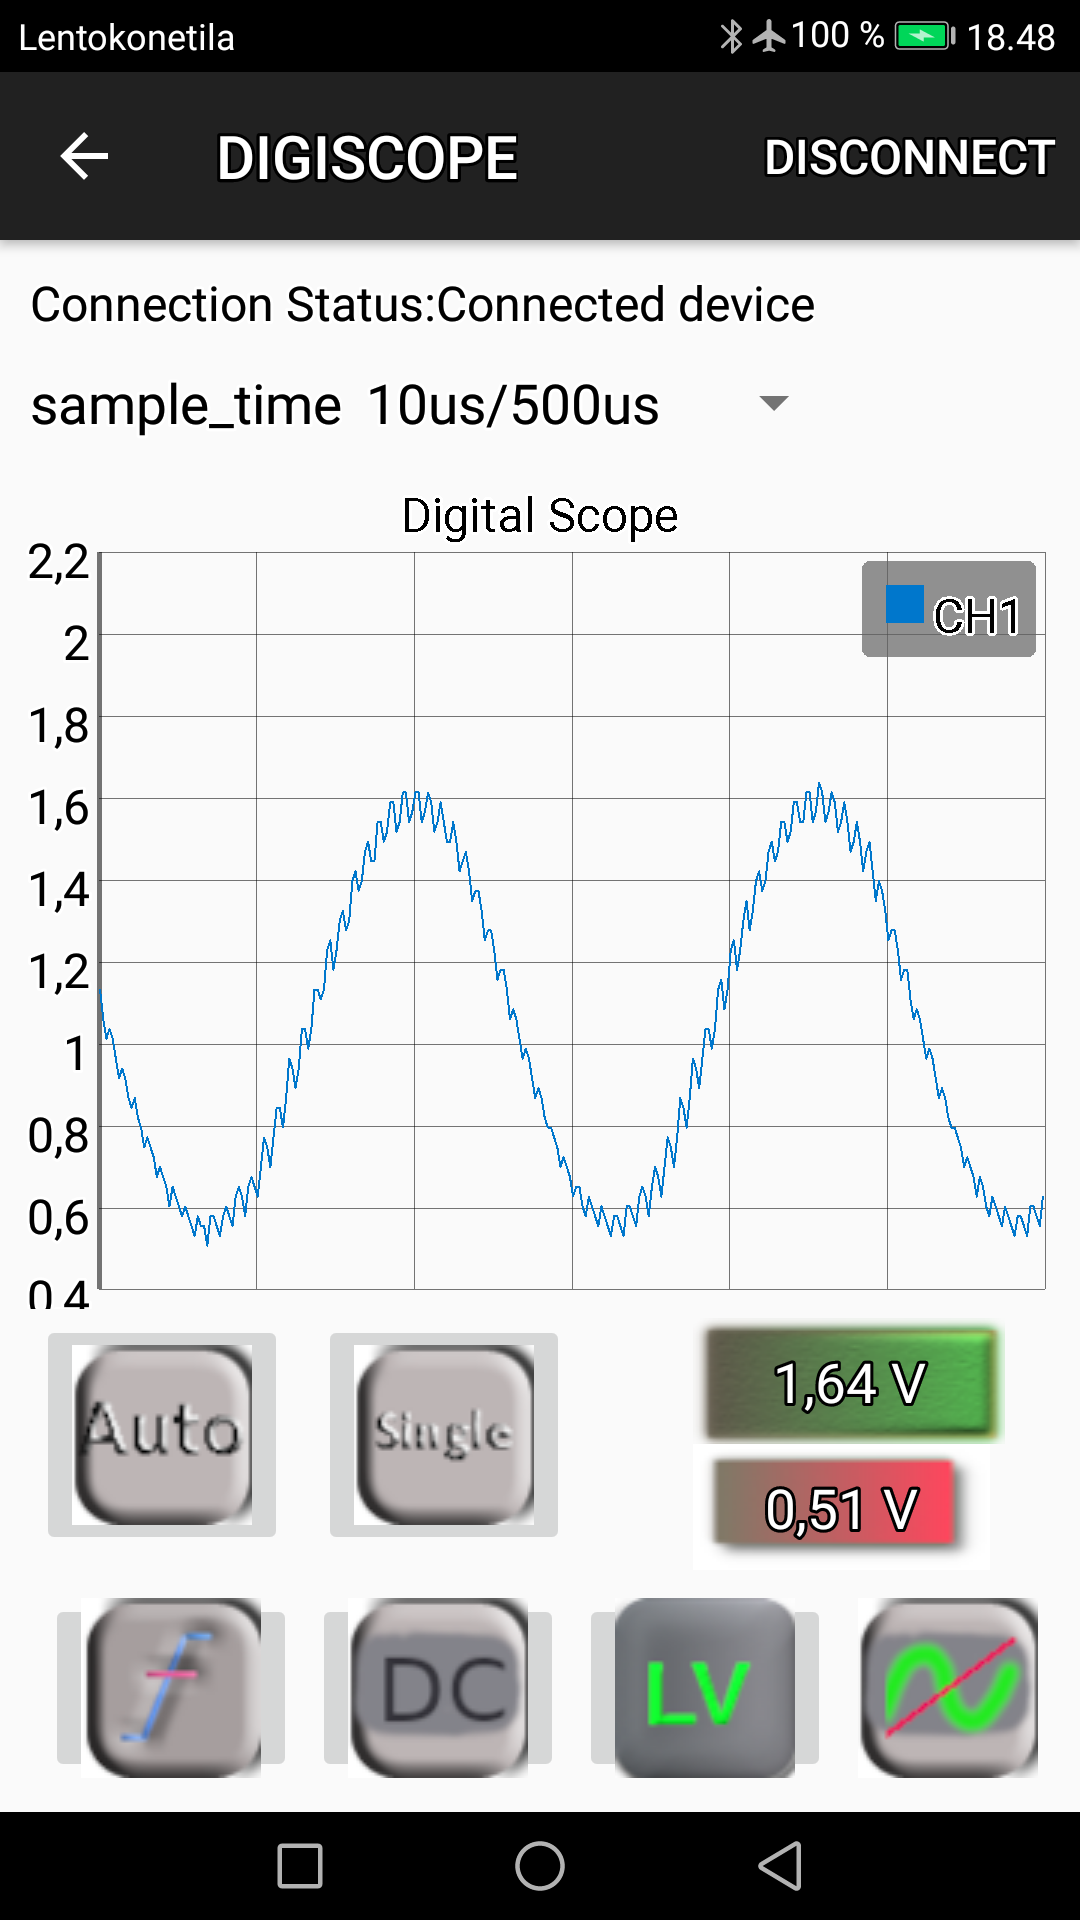 Lentokonetila 100 % 18.48
DIGISCOPE DISCONNECT
Connection Status:Connected device
sample_time 10us/500us
Digital Scope
2,2
CH1
2
1,8
1,6
1,4
1,2
1
0,8
0,6
0,4
Auto Single 1,64 V
0,51 V
DC LV